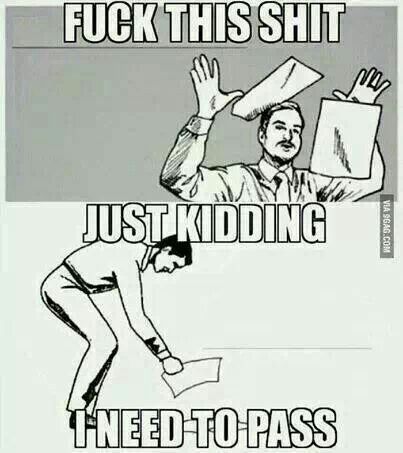 FUCK THIS SHIT
JUST KIDDING
VIA 9GAG.COM
I NEED TO PASS